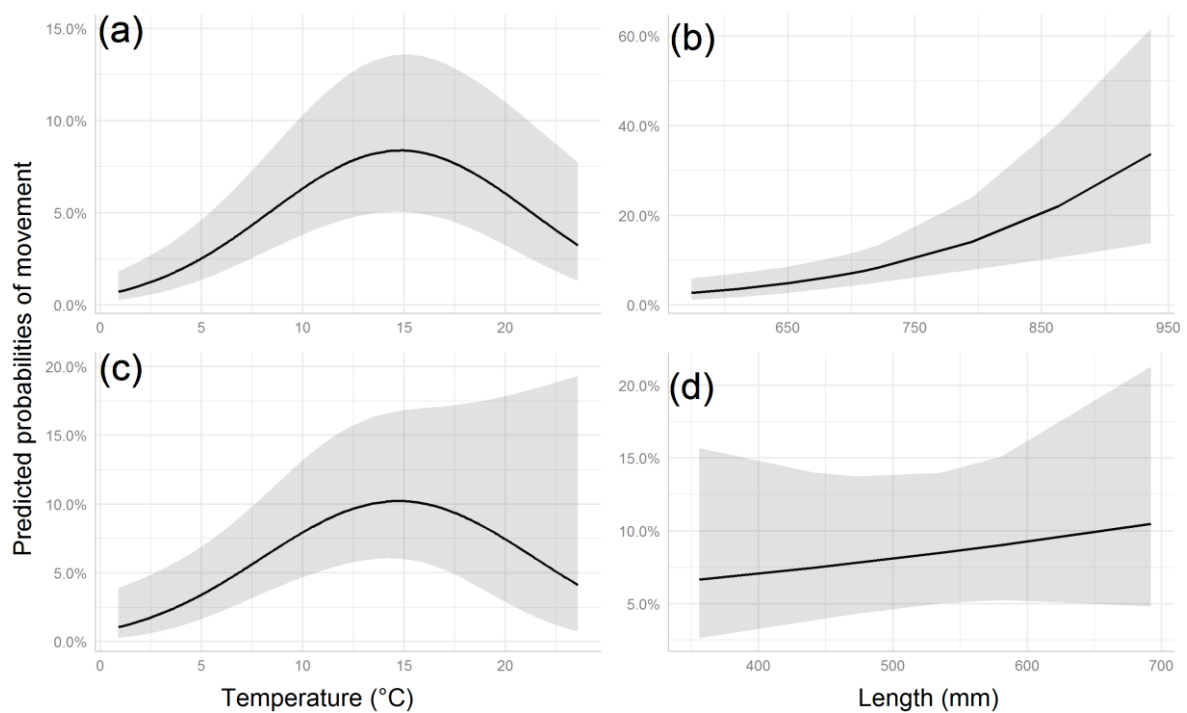 Predicted probabilities of movement
(a)
15.0%
10.0%
5.0%
0.0%
0 5 10 15 20
(b)
60.0%
40.0%
20.0%
0.0%
650 750 850 950
(c)
20.0%
15.0%
10.0%
5.0%
0.0%
0 5 10 15 20
Temperature (°C)
(d)
20.0%
15.0%
10.0%
5.0%
400 500 600 700
Length (mm)